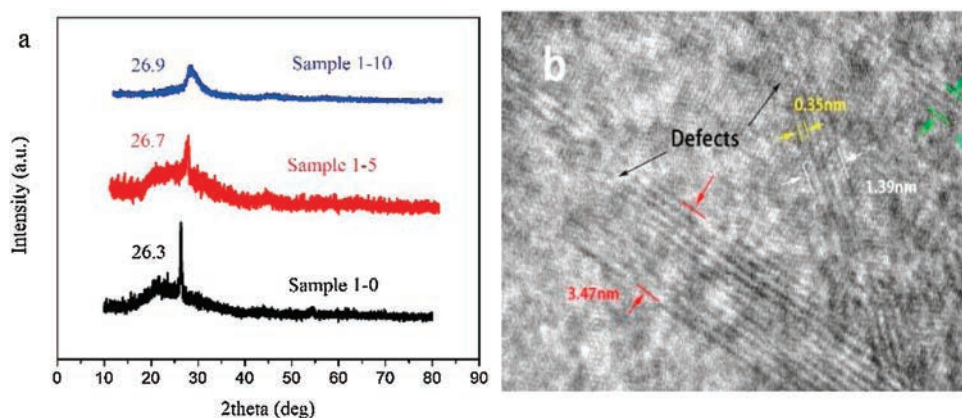 a
26.9
Sample 1-10
26.7
Sample 1-5
26.3
Sample 1-0
Intensity (a.u.)
0 10 20 30 40 50 60 70 80 90
2theta (deg)
b
0.35nm
Defects
1.39nm
3.47nm